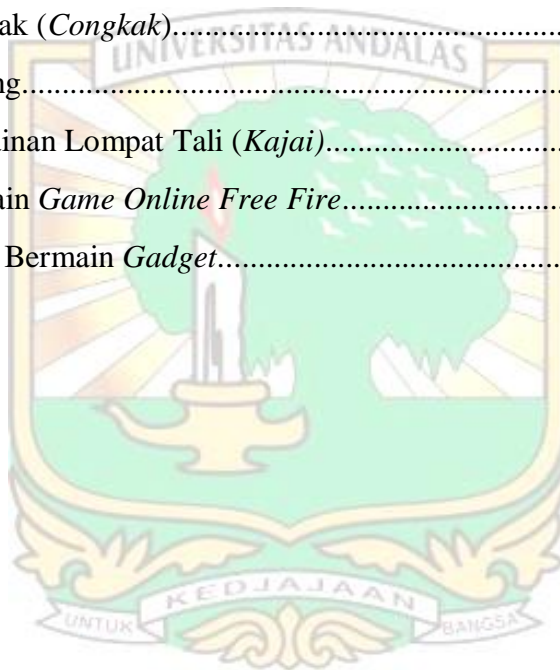 ak (Congkak)..........................................................
UNIVERSITAS ANDALAS
ng..........................................................................................
inan Lompat Tali (Kajai)..........................................
ain Game Online Free Fire......................................
Bermain Gadget............................................................
KEDJAJAAN
UNTUK BANGSA